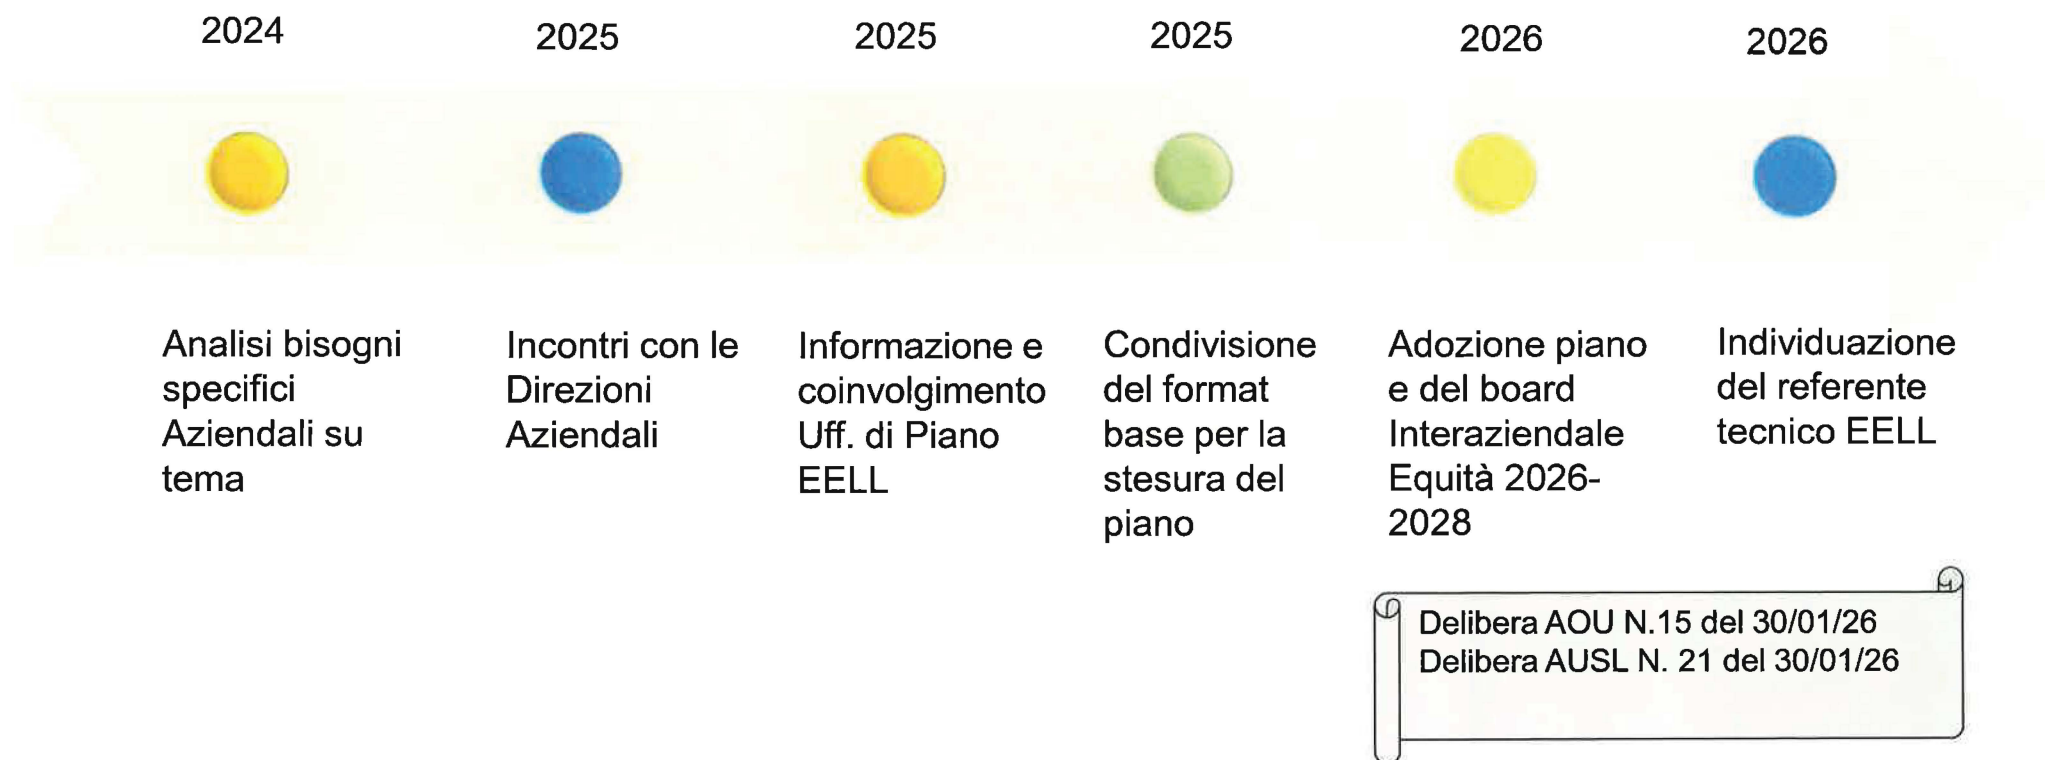 2024
2025
2025
2025
2026
2026
Analisi bisogni
specifici
Aziendali su
tema
Incontri con le
Direzioni
Aziendali
Informazione e
coinvolgimento
Uff. di Piano
EELL
Condivisione
del format
base per la
stesura del
piano
Adozione piano
e del board
Interaziendale
Equità 2026-
2028
Individuazione
del referente
tecnico EELL
Delibera AOU N.15 del 30/01/26
Delibera AUSL N. 21 del 30/01/26